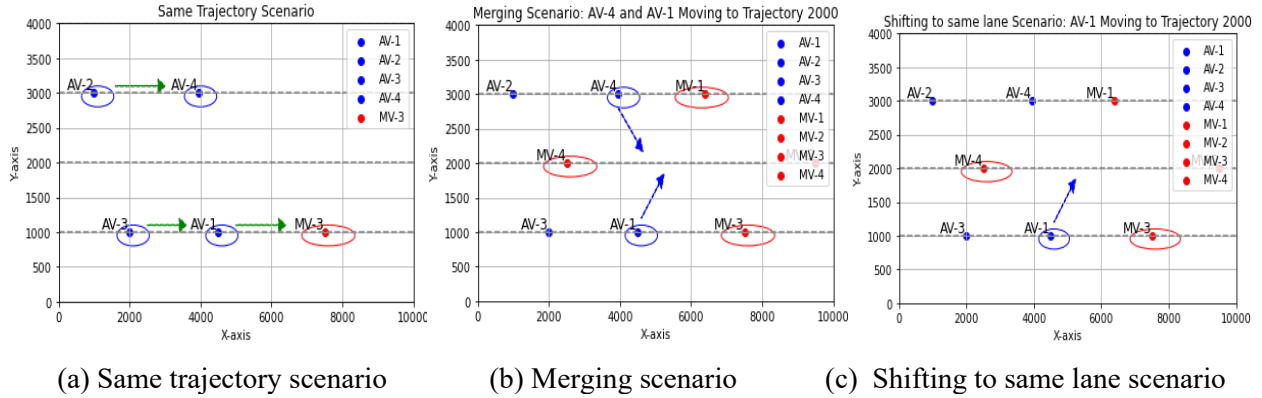 Same Trajectory Scenario
4000
3500
3000
2500
2000
1500
1000
500
0
Y-axis
0
2000
4000
6000
8000
10000
X-axis
AV-2
AV-4
AV-3
AV-1
MV-3
AV-1
AV-2
AV-3
AV-4
MV-3
Merging Scenario: AV-4 and AV-1 Moving to Trajectory 2000
4000
3500
3000
2500
2000
1500
1000
500
0
Y-axis
0
2000
4000
6000
8000
10000
X-axis
AV-2
AV-4
MV-1
MV-4
AV-3
AV-1
MV-3
AV-1
AV-2
AV-3
AV-4
MV-1
MV-2
MV-3
MV-4
Shifting to same lane Scenario: AV-1 Moving to Trajectory 2000
4000
3500
3000
2500
2000
1500
1000
500
0
Y-axis
0
2000
4000
6000
8000
10000
X-axis
AV-2
AV-4
MV-1
MV-4
AV-3
AV-1
MV-3
AV-1
AV-2
AV-3
AV-4
MV-1
MV-2
MV-3
MV-4
(a) Same trajectory scenario
(b) Merging scenario
(c) Shifting to same lane scenario